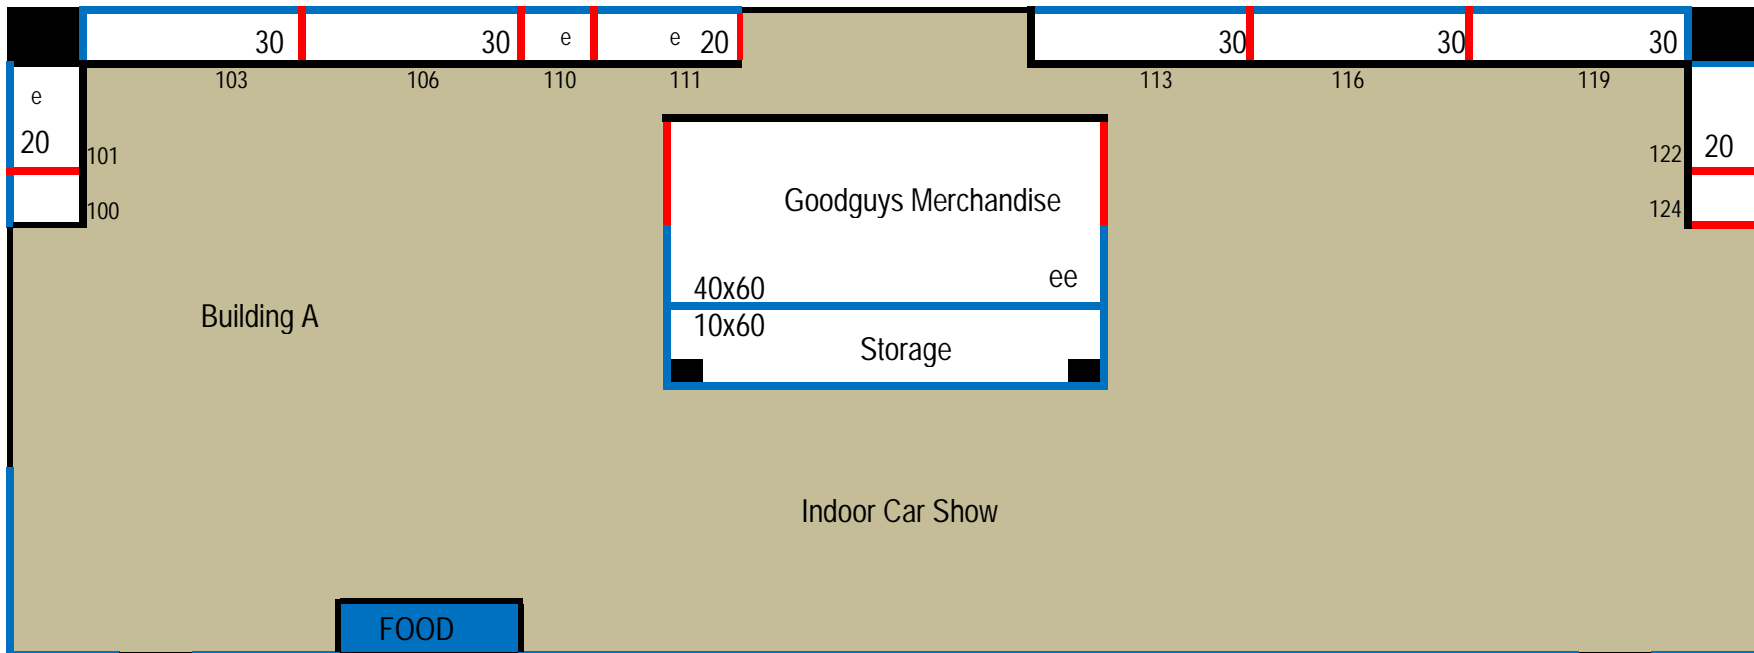 30 30 e e 20 30 30 30
103 106 110 111 113 116 119
e
20 101 122 20
100 124
Goodguys Merchandise
ee
40x60
10x60
Building A
Storage
Indoor Car Show
FOOD